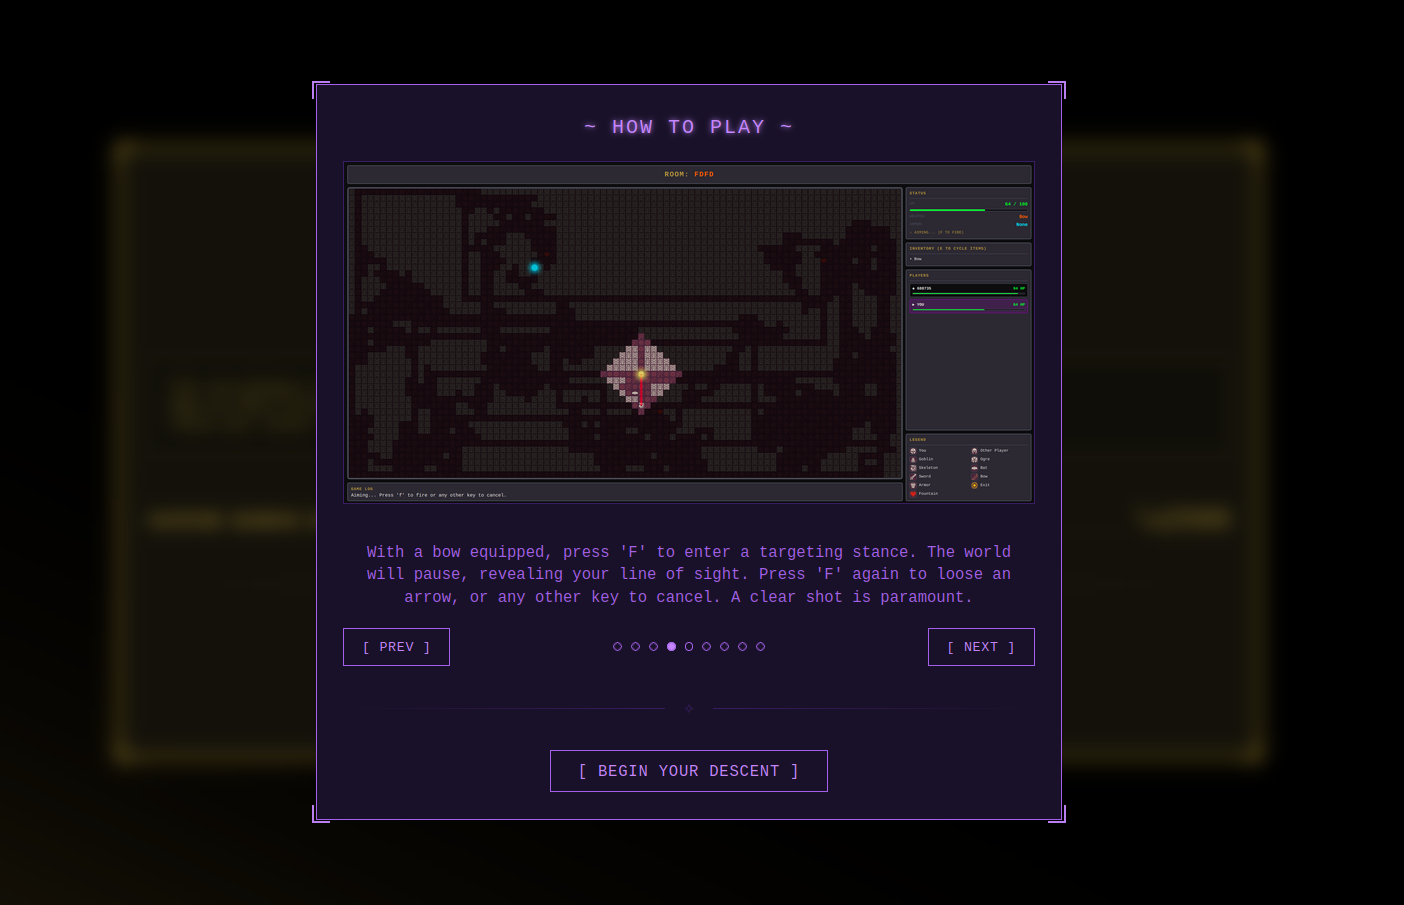 ~ HOW TO PLAY ~
ROOM: FDFD
STATUS
64 / 100
Bow
None
- AIMING... (F TO FIRE)
INVENTORY (E TO CYCLE ITEMS)
• Bow
PLAYERS
94 HP
YOU
64 HP
LEGEND
You
Other Player
Goblin
Ogre
Skeleton
Bat
Sword
Bow
Armor
Exit
Fountain
GAME LOG
Aiming... Press 'f' to fire or any other key to cancel.
With a bow equipped, press 'F' to enter a targeting stance. The world
will pause, revealing your line of sight. Press 'F' again to loose an
arrow, or any other key to cancel. A clear shot is paramount.
[ PREV ]
[ NEXT ]
[ BEGIN YOUR DESCENT ]